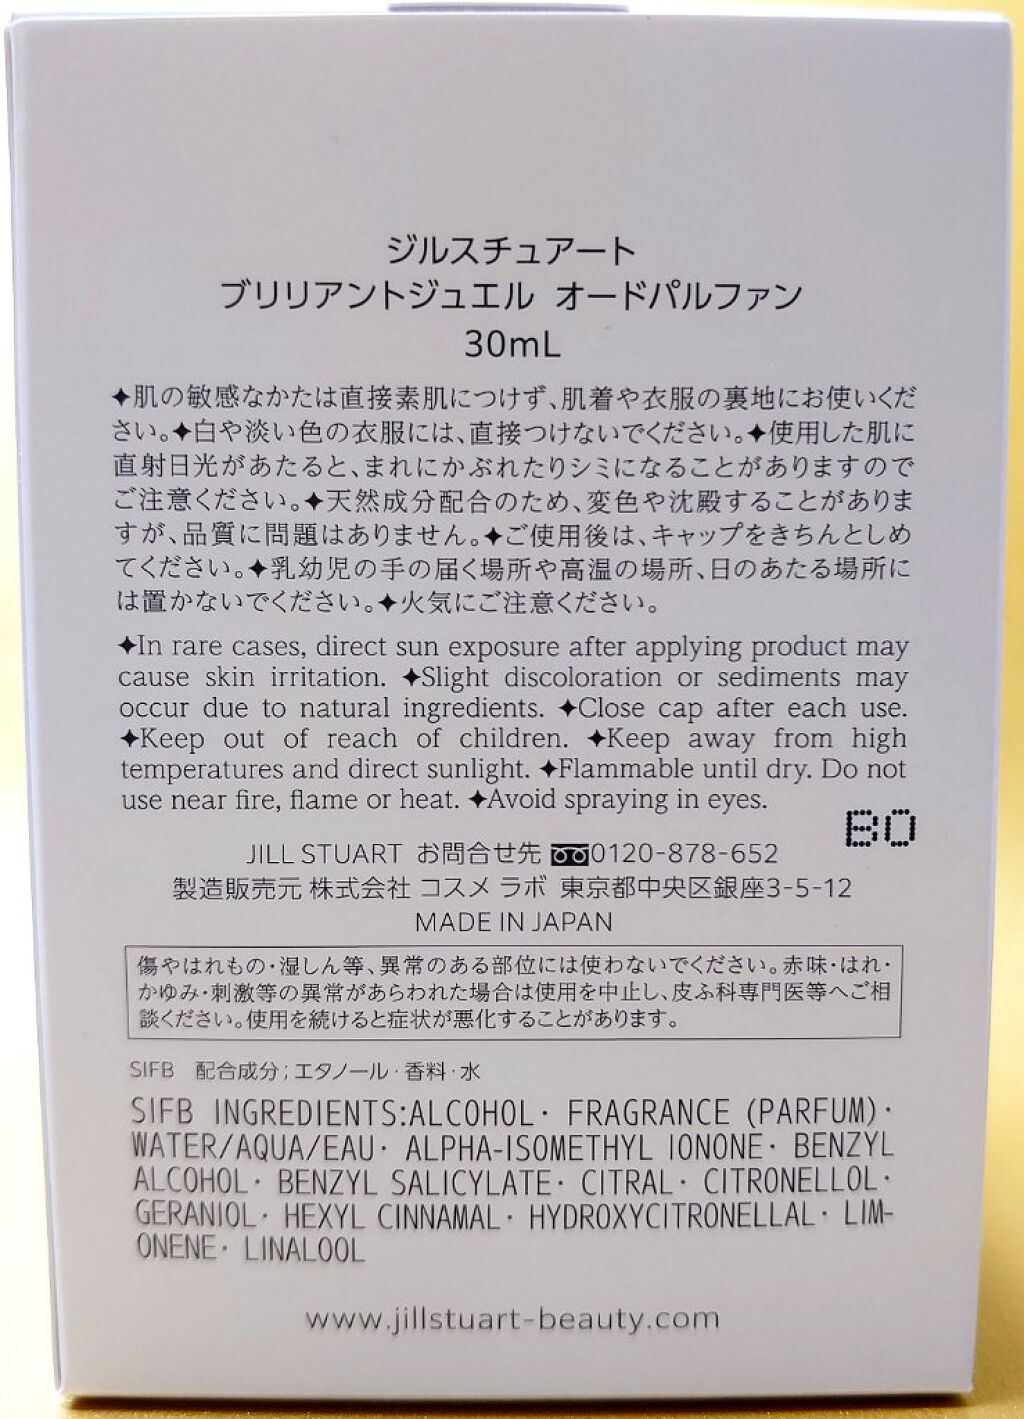 ジルスチュアート
ブリリアントジュエル オードパルファン
30mL
✦肌の敏感なかたは直接素肌につけず、肌着や衣服の裏地にお使いくだ
さい。✦白や淡い色の衣服には、直接つけないでください。✦使用した肌に
直射日光があたると、まれにかぶれたりシミになることがありますので
ご注意ください。✦天然成分配合のため、変色や沈殿することがありま
すが、品質に問題はありません。✦ご使用後は、キャップをきちんとしめ
てください。✦乳幼児の手の届く場所や高温の場所、日のあたる場所に
は置かないでください。✦火気にご注意ください。
✦In rare cases, direct sun exposure after applying product may
cause skin irritation. ✦Slight discoloration or sediments may
occur due to natural ingredients. ✦Close cap after each use.
✦Keep out of reach of children. ✦Keep away from high
temperatures and direct sunlight. ✦Flammable until dry. Do not
use near fire, flame or heat. ✦Avoid spraying in eyes.
BO
JILL STUART お問合せ先 0120-878-652
製造販売元 株式会社 コスメ ラボ 東京都中央区銀座3-5-12
MADE IN JAPAN
傷やはれもの・湿しん等、異常のある部位には使わないでください。赤味・はれ・
かゆみ・刺激等の異常があらわれた場合は使用を中止し、皮ふ科専門医等へご相
談ください。使用を続けると症状が悪化することがあります。
SIFB 配合成分；エタノール・香料・水
SIFB INGREDIENTS:ALCOHOL· FRAGRANCE (PARFUM)·
WATER/AQUA/EAU· ALPHA-ISOMETHYL IONONE· BENZYL
ALCOHOL· BENZYL SALICYLATE· CITRAL· CITRONELLOL·
GERANIOL· HEXYL CINNAMAL· HYDROXYCITRONELLAL· LIM-
ONENE· LINALOOL
www.jillstuart-beauty.com